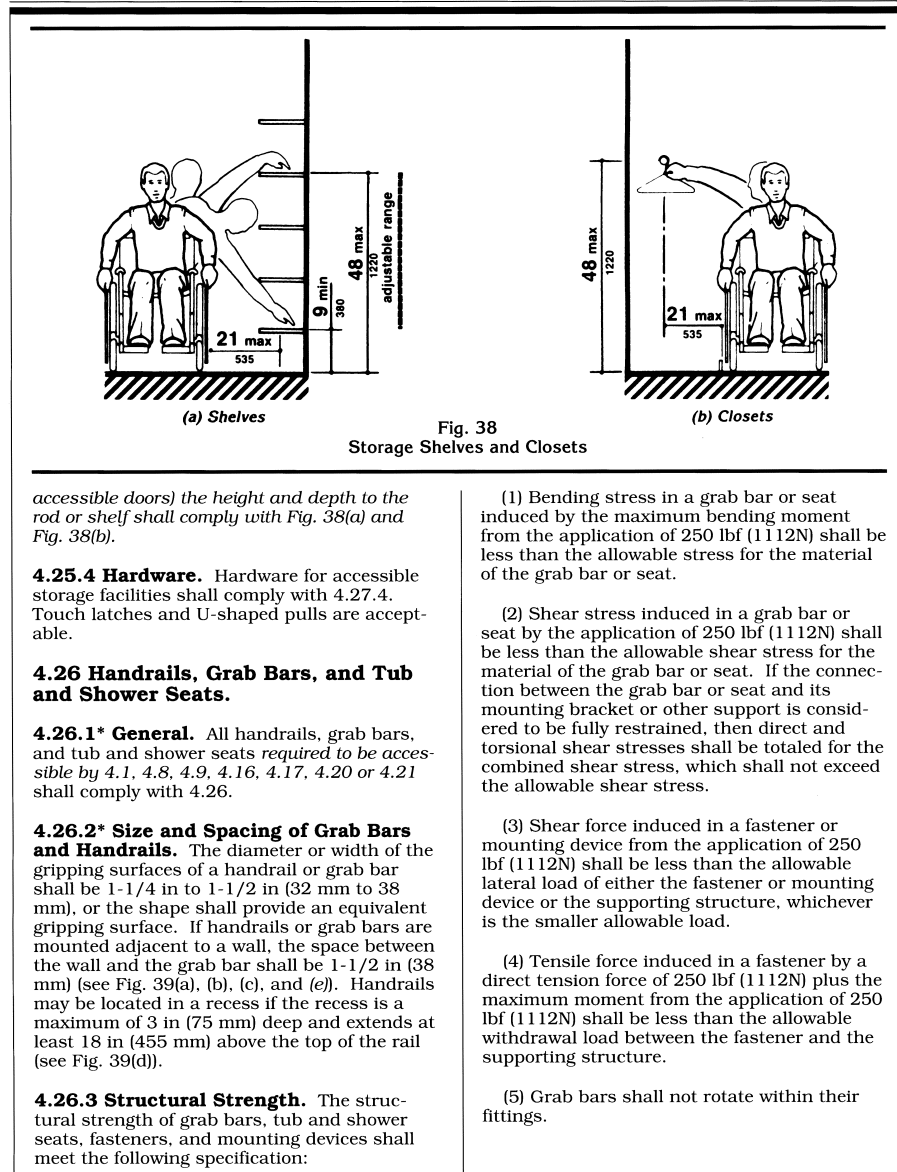 48 max
1220
adjustable range
9 min
380
21 max
535
(a) Shelves
48 max
1220
21 max
535
(b) Closets
Fig. 38
Storage Shelves and Closets
accessible doors) the height and depth to the
rod or shelf shall comply with Fig. 38(a) and
Fig. 38(b).
4.25.4 Hardware. Hardware for accessible
storage facilities shall comply with 4.27.4.
Touch latches and U-shaped pulls are accept-
able.
4.26 Handrails, Grab Bars, and Tub
and Shower Seats.
4.26.1* General. All handrails, grab bars,
and tub and shower seats required to be acces-
sible by 4.1, 4.8, 4.9, 4.16, 4.17, 4.20 or 4.21
shall comply with 4.26.
4.26.2* Size and Spacing of Grab Bars
and Handrails. The diameter or width of the
gripping surfaces of a handrail or grab bar
shall be 1-1/4 in to 1-1/2 in (32 mm to 38
mm), or the shape shall provide an equivalent
gripping surface. If handrails or grab bars are
mounted adjacent to a wall, the space between
the wall and the grab bar shall be 1-1/2 in (38
mm) (see Fig. 39(a), (b), (c), and (e)). Handrails
may be located in a recess if the recess is a
maximum of 3 in (75 mm) deep and extends at
least 18 in (455 mm) above the top of the rail
(see Fig. 39(d)).
4.26.3 Structural Strength. The struc-
tural strength of grab bars, tub and shower
seats, fasteners, and mounting devices shall
meet the following specification:
(1) Bending stress in a grab bar or seat
induced by the maximum bending moment
from the application of 250 lbf (1112N) shall be
less than the allowable stress for the material
of the grab bar or seat.
(2) Shear stress induced in a grab bar or
seat by the application of 250 lbf (1112N) shall
be less than the allowable shear stress for the
material of the grab bar or seat. If the connec-
tion between the grab bar or seat and its
mounting bracket or other support is consid-
ered to be fully restrained, then direct and
torsional shear stresses shall be totaled for the
combined shear stress, which shall not exceed
the allowable shear stress.
(3) Shear force induced in a fastener or
mounting device from the application of 250
lbf (1112N) shall be less than the allowable
lateral load of either the fastener or mounting
device or the supporting structure, whichever
is the smaller allowable load.
(4) Tensile force induced in a fastener by a
direct tension force of 250 lbf (1112N) plus the
maximum moment from the application of 250
lbf (1112N) shall be less than the allowable
withdrawal load between the fastener and the
supporting structure.
(5) Grab bars shall not rotate within their
fittings.